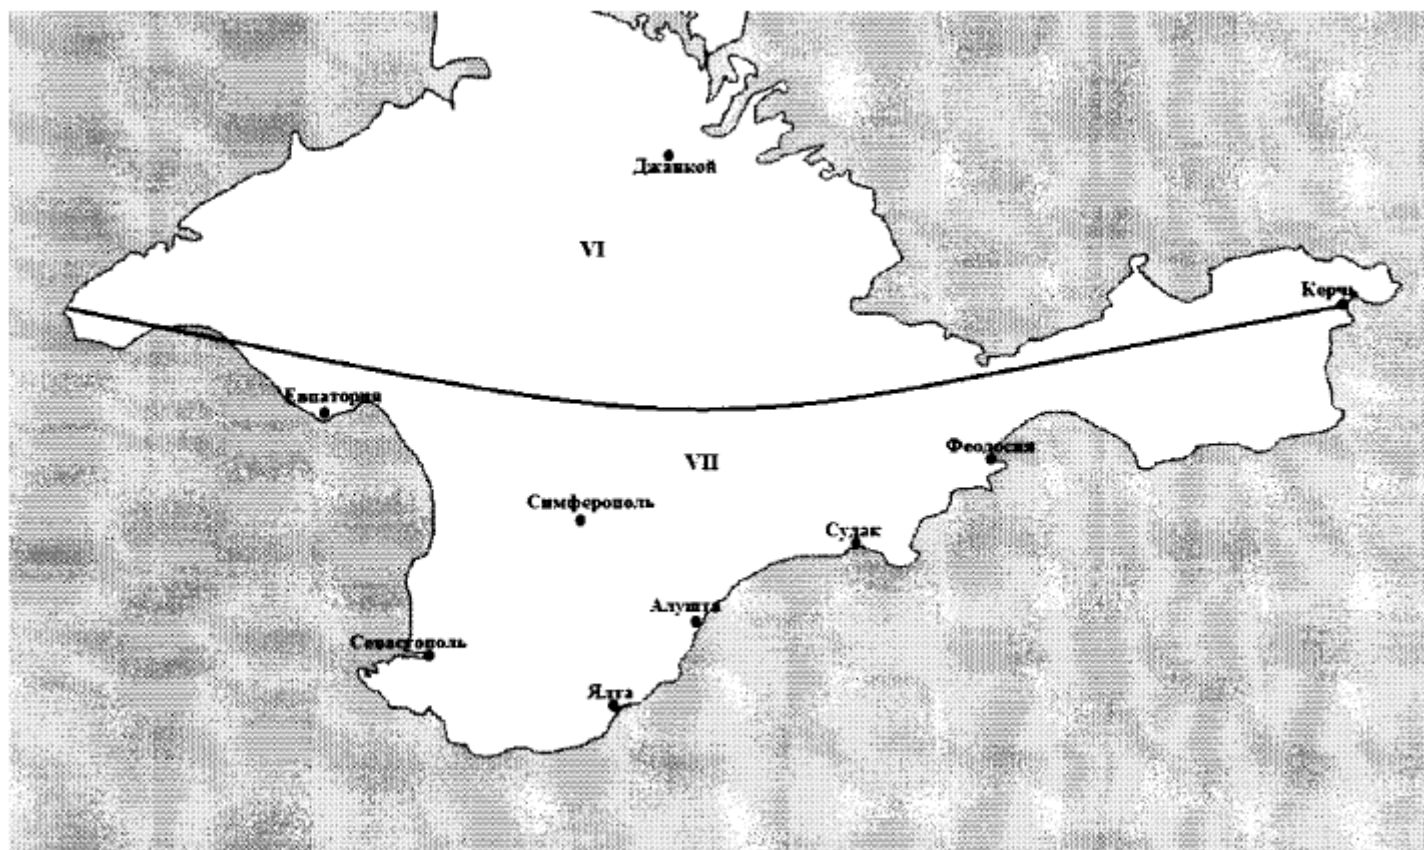 Джанкой
VI
Керчь
Евпатория
Феодосия
VII
Симферополь
Судак
Алушта
Севастополь
Ялта